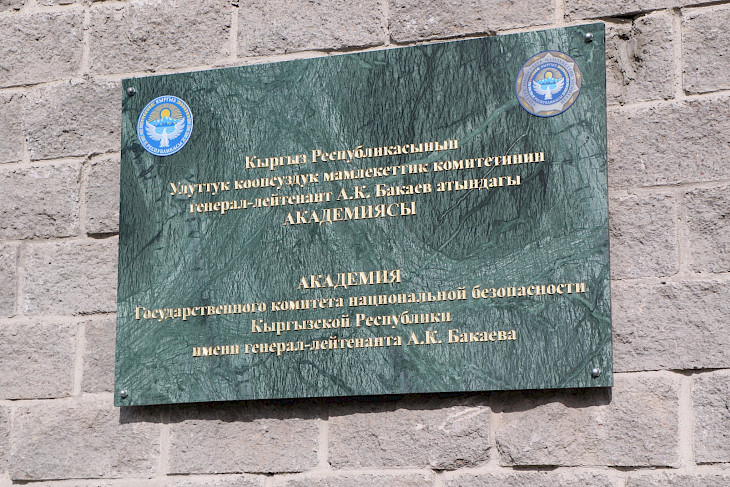 Кыргыз Республикасынын
Улуттук коопсуздук мамлекеттик комитетинин
генерал-лейтенант А.К. Бакаев атындагы
АКАДЕМИЯСЫ
АКАДЕМИЯ
Государственного комитета национальной безопасности
Кыргызской Республики
имени генерал-лейтенанта А.К. Бакаева